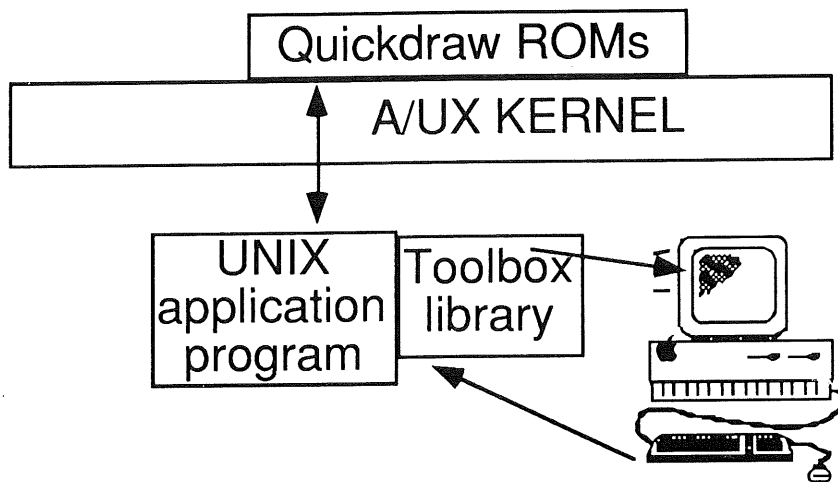 Quickdraw ROMs
A/UX KERNEL
UNIX
application
program
Toolbox
library